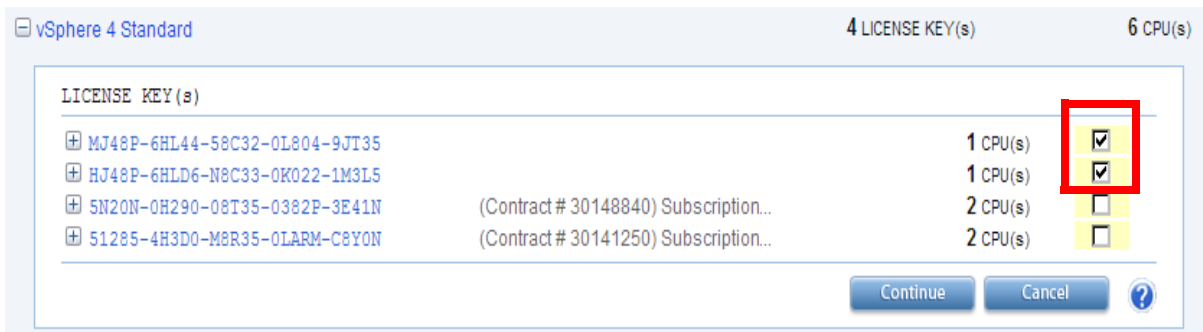 vSphere 4 Standard 4 LICENSE KEY(s) 6 CPU(s)
LICENSE KEY(s)
MJ48P-6HL44-58C32-0L804-9JT35 1 CPU(s)
HJ48P-6HLD6-N8C33-0K022-1M3L5 1 CPU(s)
5N20N-0H290-08T35-0382P-3E41N (Contract # 30148840) Subscription... 2 CPU(s)
51285-4H3D0-M8R35-0LARM-C8Y0N (Contract # 30141250) Subscription... 2 CPU(s)
Continue Cancel ?